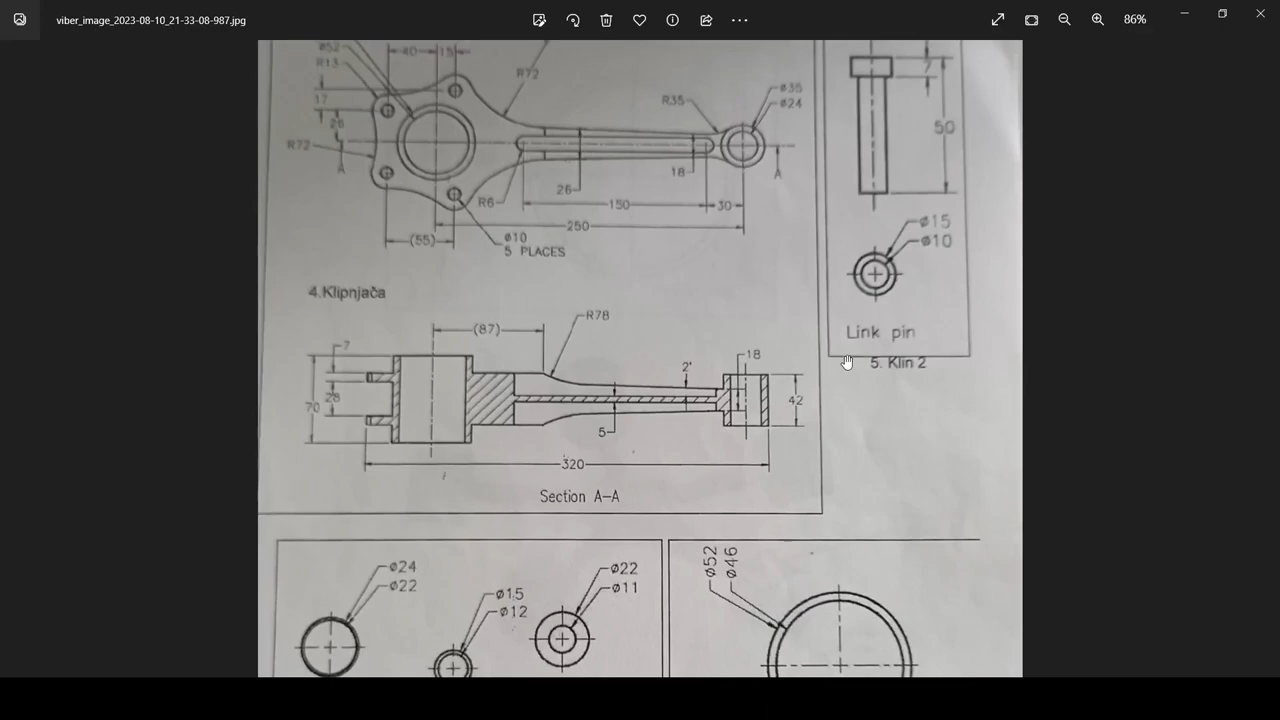 viber_image_2023-08-10_21-33-08-987.jpg
86%
ø52
40
15
R13
R72
17
26
R72
A
R35
ø35
ø24
18
A
26
R6
150
30
250
(55)
ø10
5 PLACES
7
50
ø15
ø10
Link pin
5. Klin 2
4.Klipnjača
(87)
R78
7
2°
18
70
28
42
5
320
Section A–A
ø24
ø22
ø15
ø12
ø22
ø11
ø52
ø46